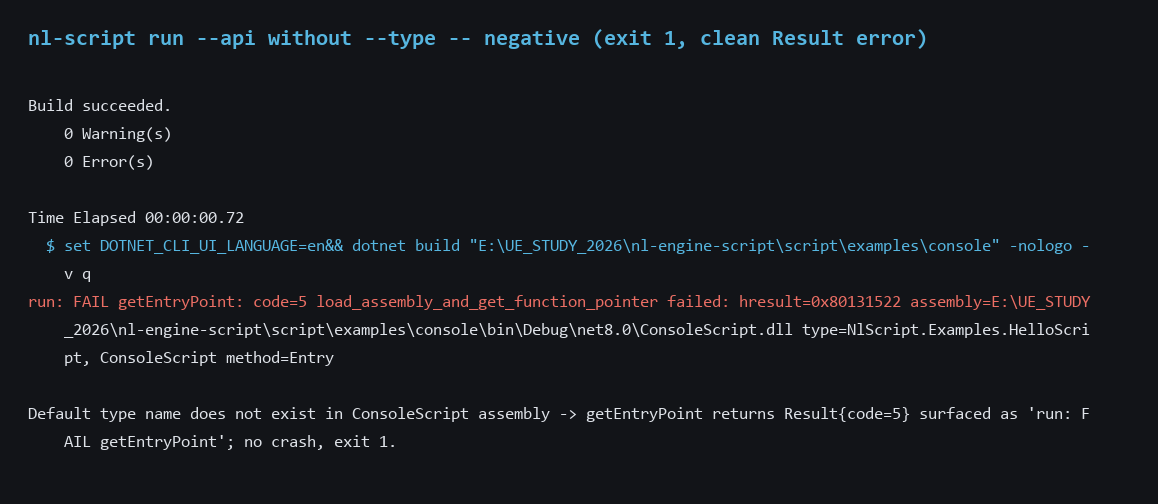 nl-script run --api without --type -- negative (exit 1, clean Result error)
Build succeeded.
0 Warning(s)
0 Error(s)
Time Elapsed 00:00:00.72
$ set DOTNET_CLI_UI_LANGUAGE=en&& dotnet build "E:\UE_STUDY_2026\nl-engine-script\script\examples\console" -nologo -
v q
run: FAIL getEntryPoint: code=5 load_assembly_and_get_function_pointer failed: hresult=0x80131522 assembly=E:\UE_STUDY
_2026\nl-engine-script\script\examples\console\bin\Debug\net8.0\ConsoleScript.dll type=NlScript.Examples.HelloScri
pt, ConsoleScript method=Entry
Default type name does not exist in ConsoleScript assembly -> getEntryPoint returns Result{code=5} surfaced as 'run: F
AIL getEntryPoint'; no crash, exit 1.